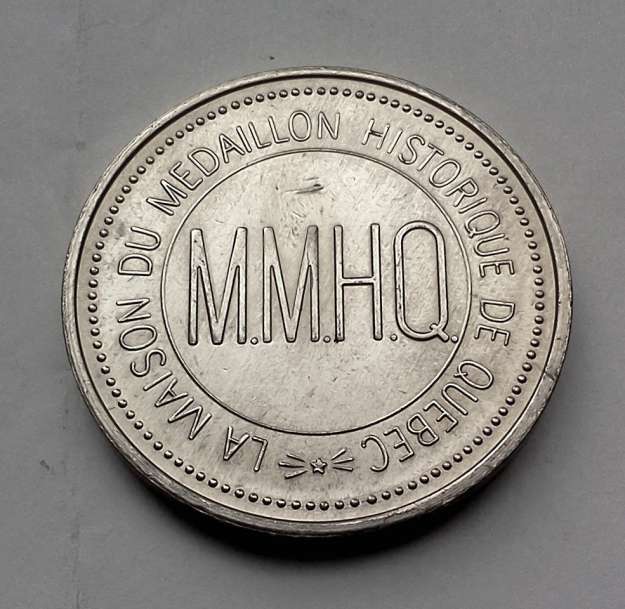 LA MAISON DU MEDAILLON HISTORIQUE DE QUEBEC
M.M.H.Q.